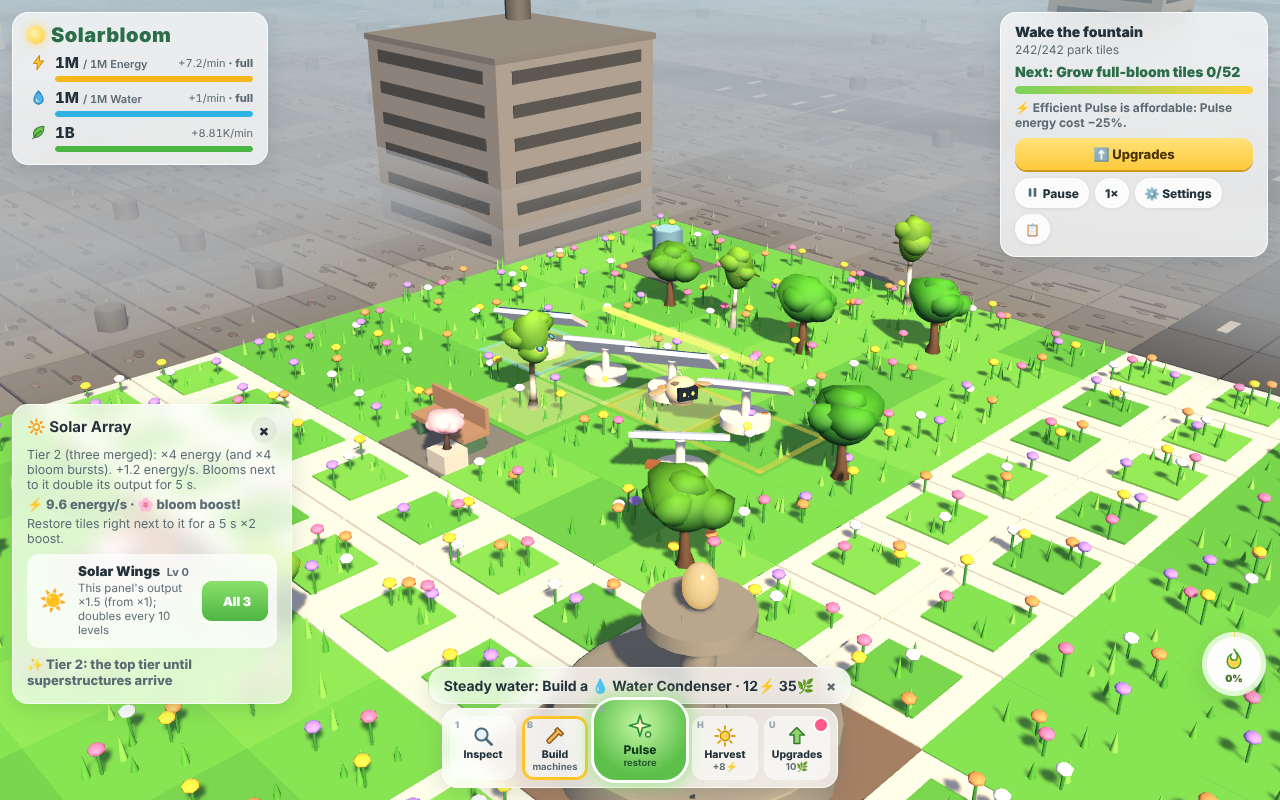 Solarbloom
1M / 1M Energy +7.2/min · full
1M / 1M Water +1/min · full
1B +8.81K/min
Wake the fountain
242/242 park tiles
Next: Grow full-bloom tiles 0/52
⚡ Efficient Pulse is affordable: Pulse
energy cost −25%.
⬆️ Upgrades
Pause
1×
⚙️ Settings
Solar Array
×
Tier 2 (three merged): ×4 energy (and ×4
bloom bursts). +1.2 energy/s. Blooms next
to it double its output for 5 s.
⚡ 9.6 energy/s · 🌸 bloom boost!
Restore tiles right next to it for a 5 s ×2
boost.
Solar Wings Lv 0
This panel's output
×1.5 (from ×1);
doubles every 10
levels
All 3
✨ Tier 2: the top tier until
superstructures arrive
0%
Steady water: Build a 💧 Water Condenser · 12⚡ 35🌿 ×
1
Inspect
B
Build
machines
Pulse
restore
H
Harvest
+8⚡
U
Upgrades
10🌿